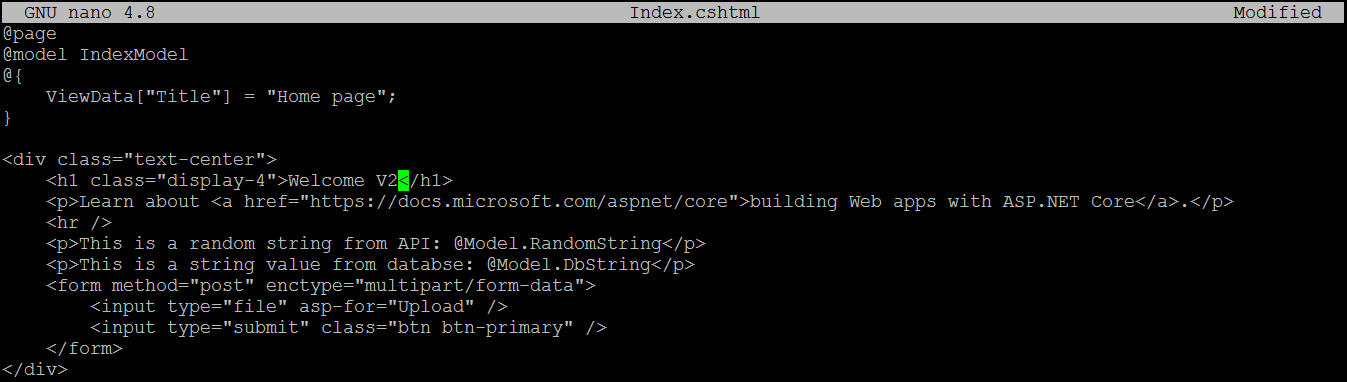 GNU nano 4.8 Index.cshtml Modified
@page
@model IndexModel
@{
    ViewData["Title"] = "Home page";
}

<div class="text-center">
    <h1 class="display-4">Welcome V2</h1>
    <p>Learn about <a href="https://docs.microsoft.com/aspnet/core">building Web apps with ASP.NET Core</a>.</p>
    <hr />
    <p>This is a random string from API: @Model.RandomString</p>
    <p>This is a string value from databse: @Model.DbString</p>
    <form method="post" enctype="multipart/form-data">
        <input type="file" asp-for="Upload" />
        <input type="submit" class="btn btn-primary" />
    </form>
</div>